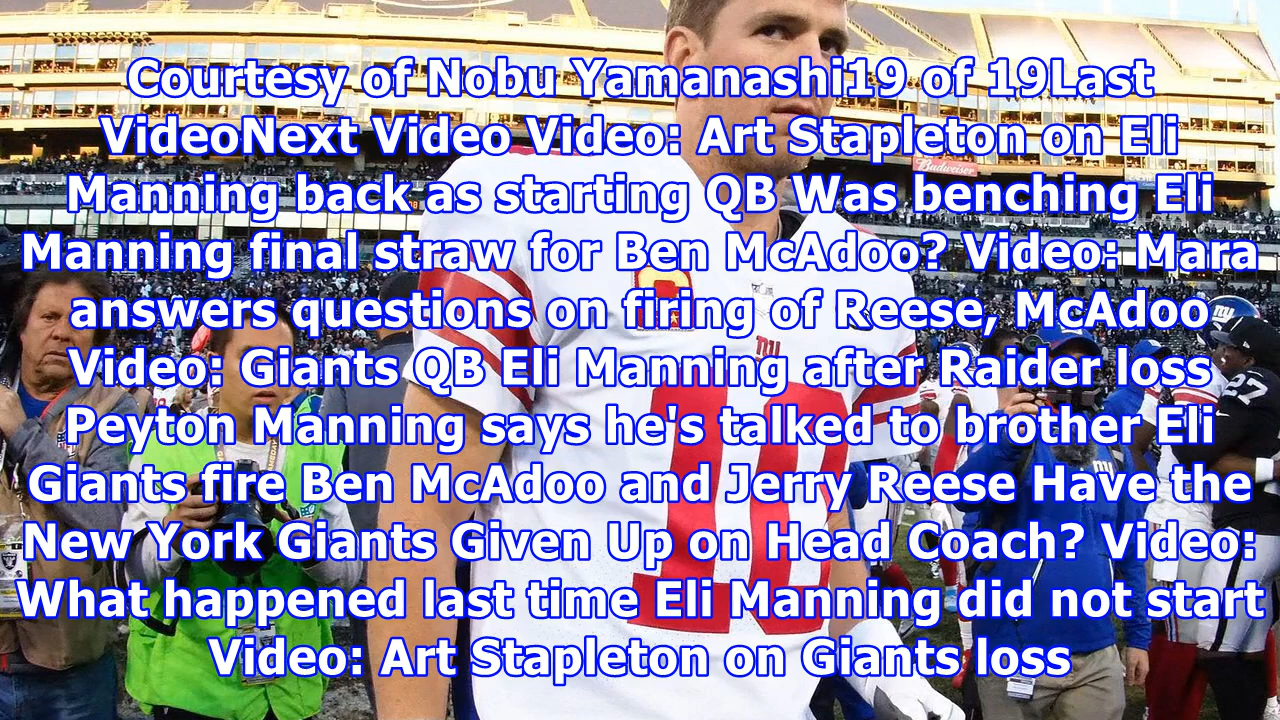 Courtesy of Nobu Yamanashi19 of 19Last
VideoNext Video Video: Art Stapleton on Eli
Manning back as starting QB Was benching Eli
Manning final straw for Ben McAdoo? Video: Mara
answers questions on firing of Reese, McAdoo
Video: Giants QB Eli Manning after Raider loss
Peyton Manning says he's talked to brother Eli
Giants fire Ben McAdoo and Jerry Reese Have the
New York Giants Given Up on Head Coach? Video:
What happened last time Eli Manning did not start
Video: Art Stapleton on Giants loss
Budweiser
ny
10
27